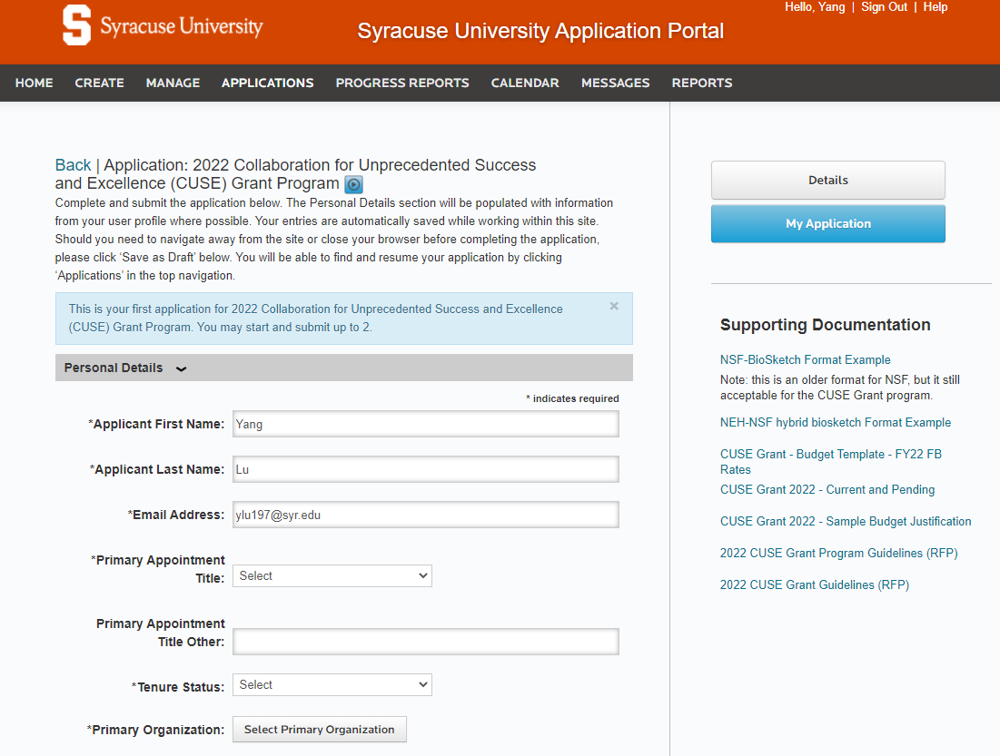 Syracuse University
Syracuse University Application Portal
Hello, Yang | Sign Out | Help
HOME CREATE MANAGE APPLICATIONS PROGRESS REPORTS CALENDAR MESSAGES REPORTS
Back | Application: 2022 Collaboration for Unprecedented Success
and Excellence (CUSE) Grant Program
Complete and submit the application below. The Personal Details section will be populated with information
from your user profile where possible. Your entries are automatically saved while working within this site.
Should you need to navigate away from the site or close your browser before completing the application,
please click ‘Save as Draft’ below. You will be able to find and resume your application by clicking
‘Applications’ in the top navigation.
This is your first application for 2022 Collaboration for Unprecedented Success and Excellence
(CUSE) Grant Program. You may start and submit up to 2.
Personal Details
* indicates required
*Applicant First Name: Yang
*Applicant Last Name: Lu
*Email Address: ylu197@syr.edu
*Primary Appointment
Title: Select
Primary Appointment
Title Other:
*Tenure Status: Select
*Primary Organization: Select Primary Organization
Details
My Application
Supporting Documentation
NSF-BioSketch Format Example
Note: this is an older format for NSF, but it still
acceptable for the CUSE Grant program.
NEH-NSF hybrid biosketch Format Example
CUSE Grant - Budget Template - FY22 FB
Rates
CUSE Grant 2022 - Current and Pending
CUSE Grant 2022 - Sample Budget Justification
2022 CUSE Grant Program Guidelines (RFP)
2022 CUSE Grant Guidelines (RFP)